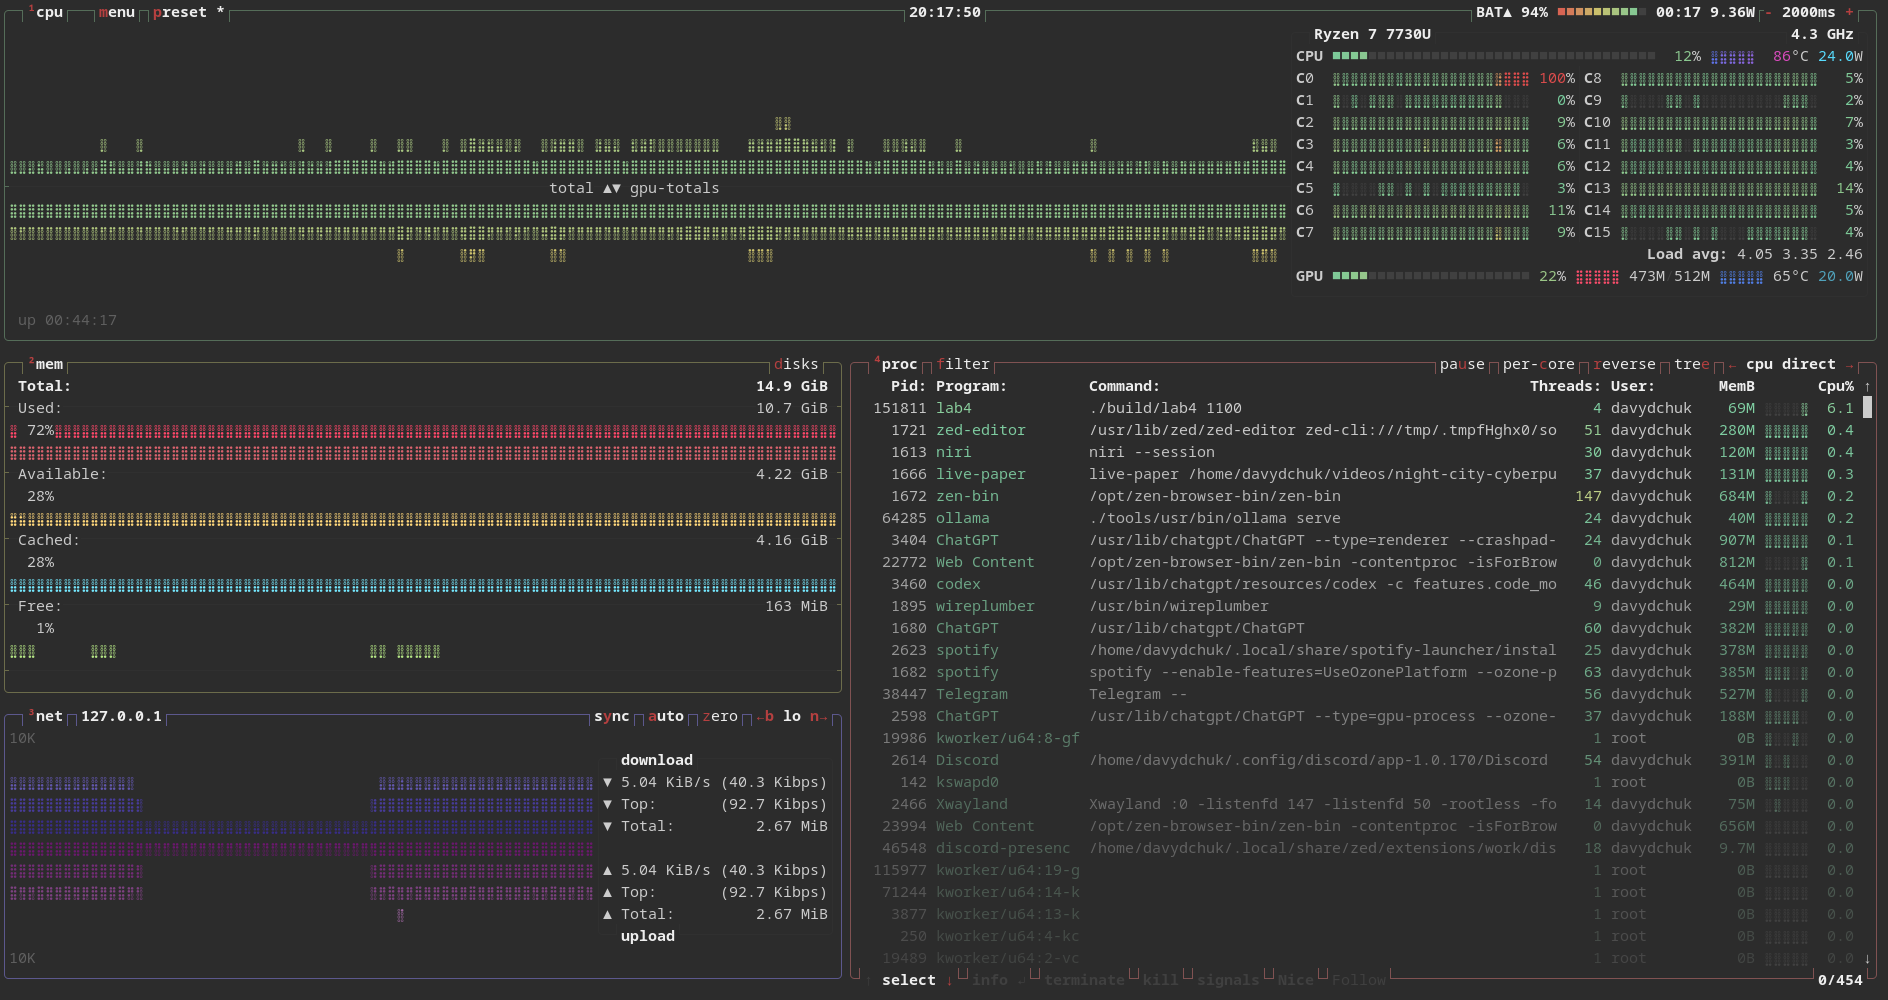 ¹cpu menu preset * 20:17:50 BAT▲ 94% 00:17 9.36W - 2000ms +
Ryzen 7 7730U 4.3 GHz
CPU 12% 86°C 24.0W
C0 100% C8 5%
C1 0% C9 2%
C2 9% C10 7%
C3 6% C11 3%
C4 6% C12 4%
total ▲▼ gpu-totals C5 3% C13 14%
C6 11% C14 5%
C7 9% C15 4%
Load avg: 4.05 3.35 2.46
GPU 22% 473M/512M 65°C 20.0W
up 00:44:17
²mem disks
Total: 14.9 GiB
Used: 10.7 GiB
72%
Available: 4.22 GiB
28%
Cached: 4.16 GiB
28%
Free: 163 MiB
1%
³net 127.0.0.1 sync auto zero ←b lo n→
10K
download
▼ 5.04 KiB/s (40.3 Kibps)
▼ Top: (92.7 Kibps)
▼ Total: 2.67 MiB
▲ 5.04 KiB/s (40.3 Kibps)
▲ Top: (92.7 Kibps)
▲ Total: 2.67 MiB
upload
10K
⁴proc filter pause per-core reverse tree ← cpu direct →
Pid: Program: Command: Threads: User: MemB Cpu% ↑
151811 lab4 ./build/lab4 1100 4 davydchuk 69M 6.1
1721 zed-editor /usr/lib/zed/zed-editor zed-cli:///tmp/.tmpfHghx0/so 51 davydchuk 280M 0.4
1613 niri niri --session 30 davydchuk 120M 0.4
1666 live-paper live-paper /home/davydchuk/videos/night-city-cyberpu 37 davydchuk 131M 0.3
1672 zen-bin /opt/zen-browser-bin/zen-bin 147 davydchuk 684M 0.2
64285 ollama ./tools/usr/bin/ollama serve 24 davydchuk 40M 0.2
3404 ChatGPT /usr/lib/chatgpt/ChatGPT --type=renderer --crashpad- 24 davydchuk 907M 0.1
22772 Web Content /opt/zen-browser-bin/zen-bin -contentproc -isForBrow 0 davydchuk 812M 0.1
3460 codex /usr/lib/chatgpt/resources/codex -c features.code_mo 46 davydchuk 464M 0.0
1895 wireplumber /usr/bin/wireplumber 9 davydchuk 29M 0.0
1680 ChatGPT /usr/lib/chatgpt/ChatGPT 60 davydchuk 382M 0.0
2623 spotify /home/davydchuk/.local/share/spotify-launcher/instal 25 davydchuk 378M 0.0
1682 spotify spotify --enable-features=UseOzonePlatform --ozone-p 63 davydchuk 385M 0.0
38447 Telegram Telegram -- 56 davydchuk 527M 0.0
2598 ChatGPT /usr/lib/chatgpt/ChatGPT --type=gpu-process --ozone- 37 davydchuk 188M 0.0
19986 kworker/u64:8-gf 1 root 0B 0.0
2614 Discord /home/davydchuk/.config/discord/app-1.0.170/Discord 54 davydchuk 391M 0.0
142 kswapd0 1 root 0B 0.0
2466 Xwayland Xwayland :0 -listenfd 147 -listenfd 50 -rootless -fo 14 davydchuk 75M 0.0
23994 Web Content /opt/zen-browser-bin/zen-bin -contentproc -isForBrow 0 davydchuk 656M 0.0
46548 discord-presenc /home/davydchuk/.local/share/zed/extensions/work/dis 18 davydchuk 9.7M 0.0
115977 kworker/u64:19-g 1 root 0B 0.0
71244 kworker/u64:14-k 1 root 0B 0.0
3877 kworker/u64:13-k 1 root 0B 0.0
250 kworker/u64:4-kc 1 root 0B 0.0
19489 kworker/u64:2-vc 1 root 0B 0.0 ↓
↑ select ↓ info ↵ terminate kill signals Nice Follow 0/454